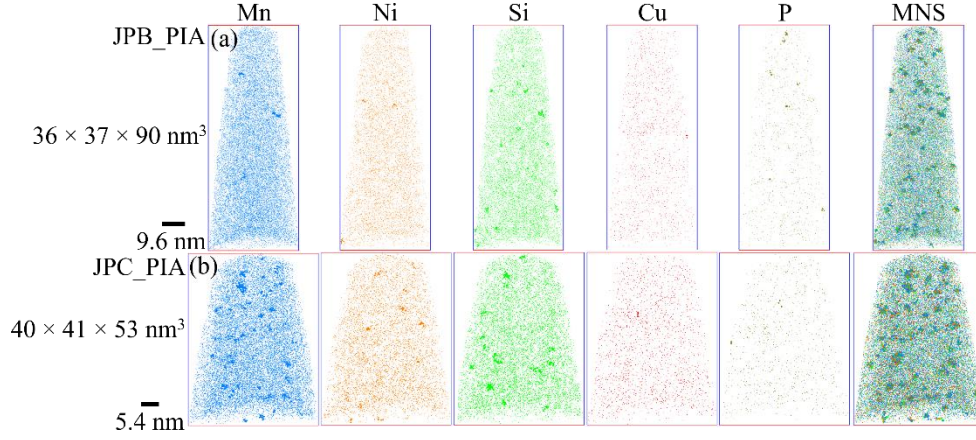 Mn Ni Si Cu P MNS
JPB_PIA (a)
36 × 37 × 90 nm³
9.6 nm
JPC_PIA (b)
40 × 41 × 53 nm³
5.4 nm